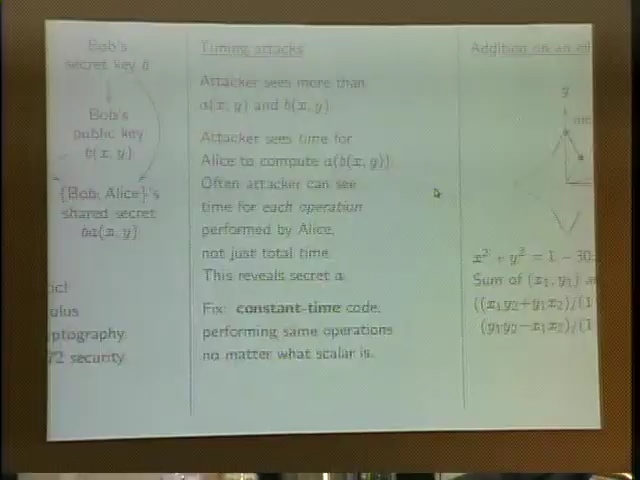 Bob's
secret key b
Bob's
public key
b(x, y)
{Bob, Alice}'s
shared secret
ba(x, y)
ptography
72 security
Timing attacks
Attacker sees more than
a(x, y) and b(x, y).
Attacker sees time for
Alice to compute a(b(x, y)).
Often attacker can see
time for each operation
performed by Alice,
not just total time.
This reveals secret a.
Fix: constant-time code,
performing same operations
no matter what scalar is.
Addition on an
y
x² + y² = 1 − 30
Sum of (x₁, y₁) a
((x₁y₂+y₁x₂)/(1
(y₁y₂−x₁x₂)/(1